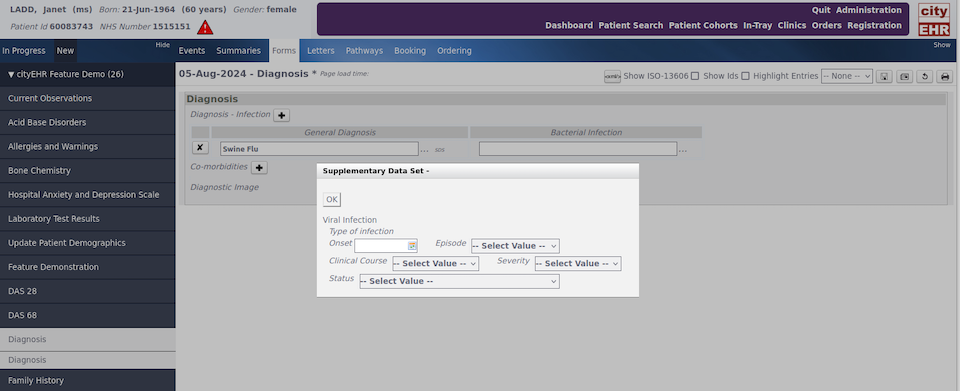 LADD, Janet (ms) Born: 21-Jun-1964 (60 years) Gender: female
Patient Id 60083743 NHS Number 1515151
Quit Administration
Dashboard Patient Search Patient Cohorts In-Tray Clinics Orders Registration
city
EHR
In Progress New Hide Events Summaries Forms Letters Pathways Booking Ordering Show
▼ cityEHR Feature Demo (26)
Current Observations
Acid Base Disorders
Allergies and Warnings
Bone Chemistry
Hospital Anxiety and Depression Scale
Laboratory Test Results
Update Patient Demographics
Feature Demonstration
DAS 28
DAS 68
Diagnosis
Diagnosis
Family History
05-Aug-2024 - Diagnosis * Page load time:
Show ISO-13606 Show Ids Highlight Entries -- None --
Diagnosis
Diagnosis - Infection
General Diagnosis Bacterial Infection
Swine Flu ... SDS ...
Co-morbidities
Diagnostic Image
Supplementary Data Set -
OK
Viral Infection
Type of infection
Onset Episode -- Select Value --
Clinical Course -- Select Value -- Severity -- Select Value --
Status -- Select Value --